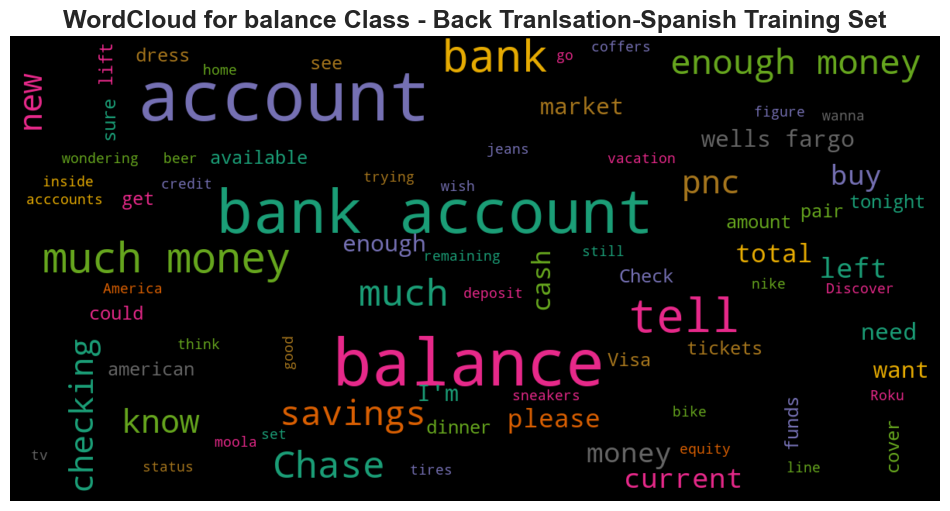 WordCloud for balance Class - Back Tranlsation-Spanish Training Set
new
lift
dress
home
see
bank
go
coffers
enough money
sure
account
market
figure
wanna
wells fargo
wondering
beer
available
jeans
vacation
inside
credit
trying
wish
pnc
buy
acccounts
get
bank account
amount
pair
tonight
much money
enough
remaining
still
total
left
America
much
deposit
cash
Check
nike
Discover
could
tell
need
checking
think
good
balance
Visa
tickets
american
want
I'm
sneakers
Roku
know
savings
please
bike
funds
moola
set
dinner
cover
tv
status
Chase
tires
money
equity
line
current